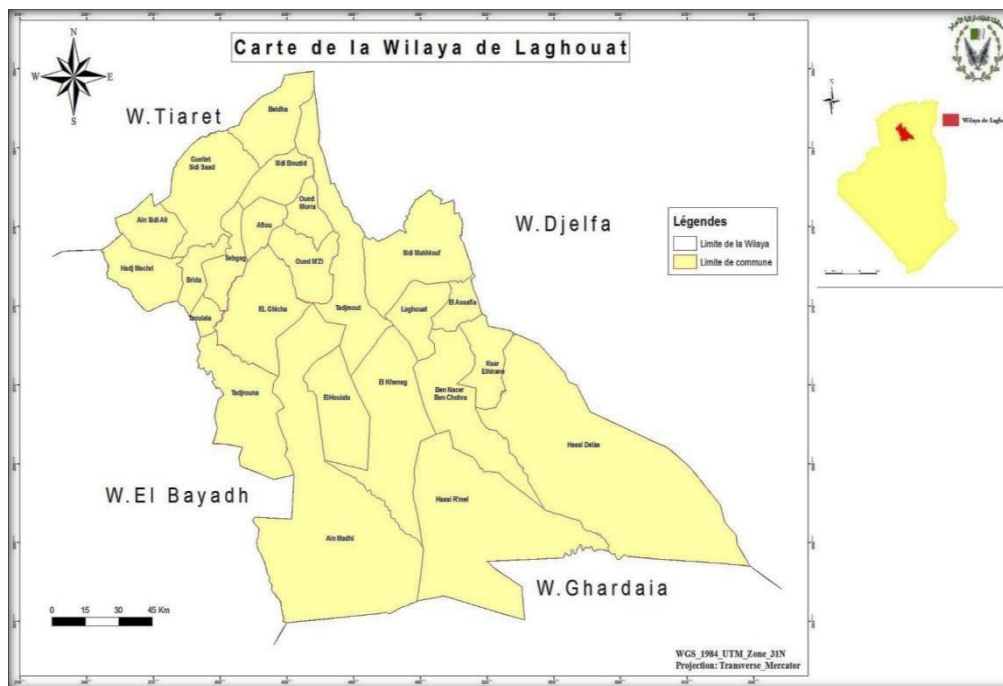 Carte de la Wilaya de Laghouat
N
W
E
S
W.Tiaret
W.Djelfa
W.El Bayadh
W.Ghardaia
Beidha
Gueltet
Sidi Saad
Sidi Bouzid
Oued
Morra
Aflou
Ain Sidi Ali
Sebgag
Oued M'Zi
Sidi Makhlouf
Hadj Mechri
Brida
Taouiala
EL Ghicha
Tadjmout
Laghouat
El Assafia
Ksar
Elhirane
Tadjrouna
ElHouaita
El Kheneg
Ben Nacer
Ben Chohra
Hassi Delâa
Hassi R'mel
Ain Madhi
Légendes
Limite de la Wilaya
Limite de commune
0 15 30 45 Km
WGS_1984_UTM_Zone_31N
Projection: Transverse_Mercator